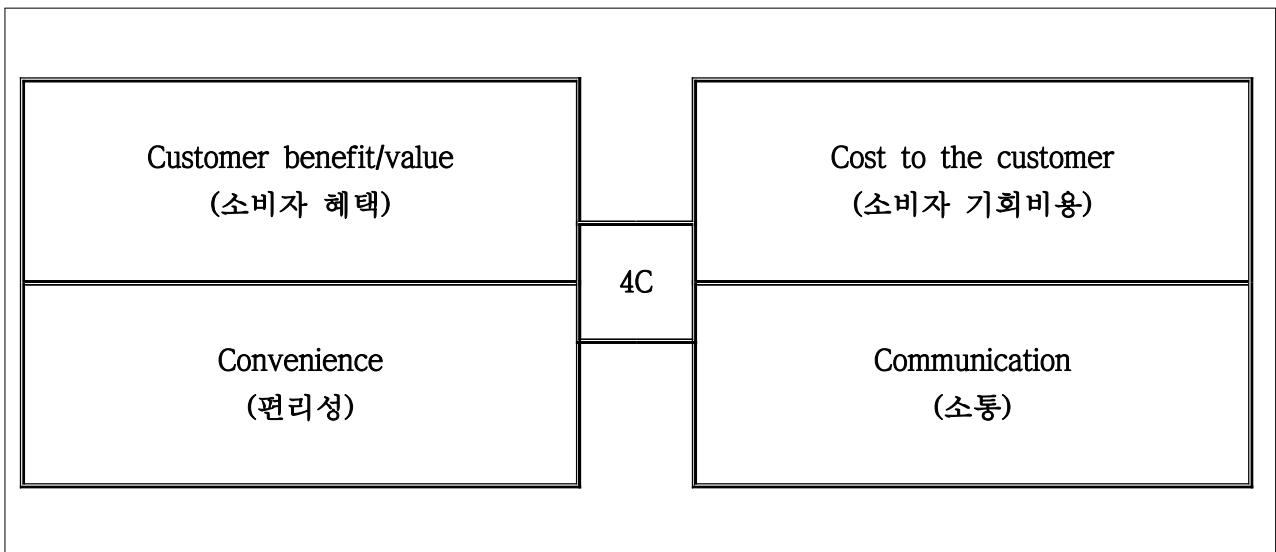 Customer benefit/value
(소비자 혜택)
Cost to the customer
(소비자 기회비용)
4C
Convenience
(편리성)
Communication
(소통)